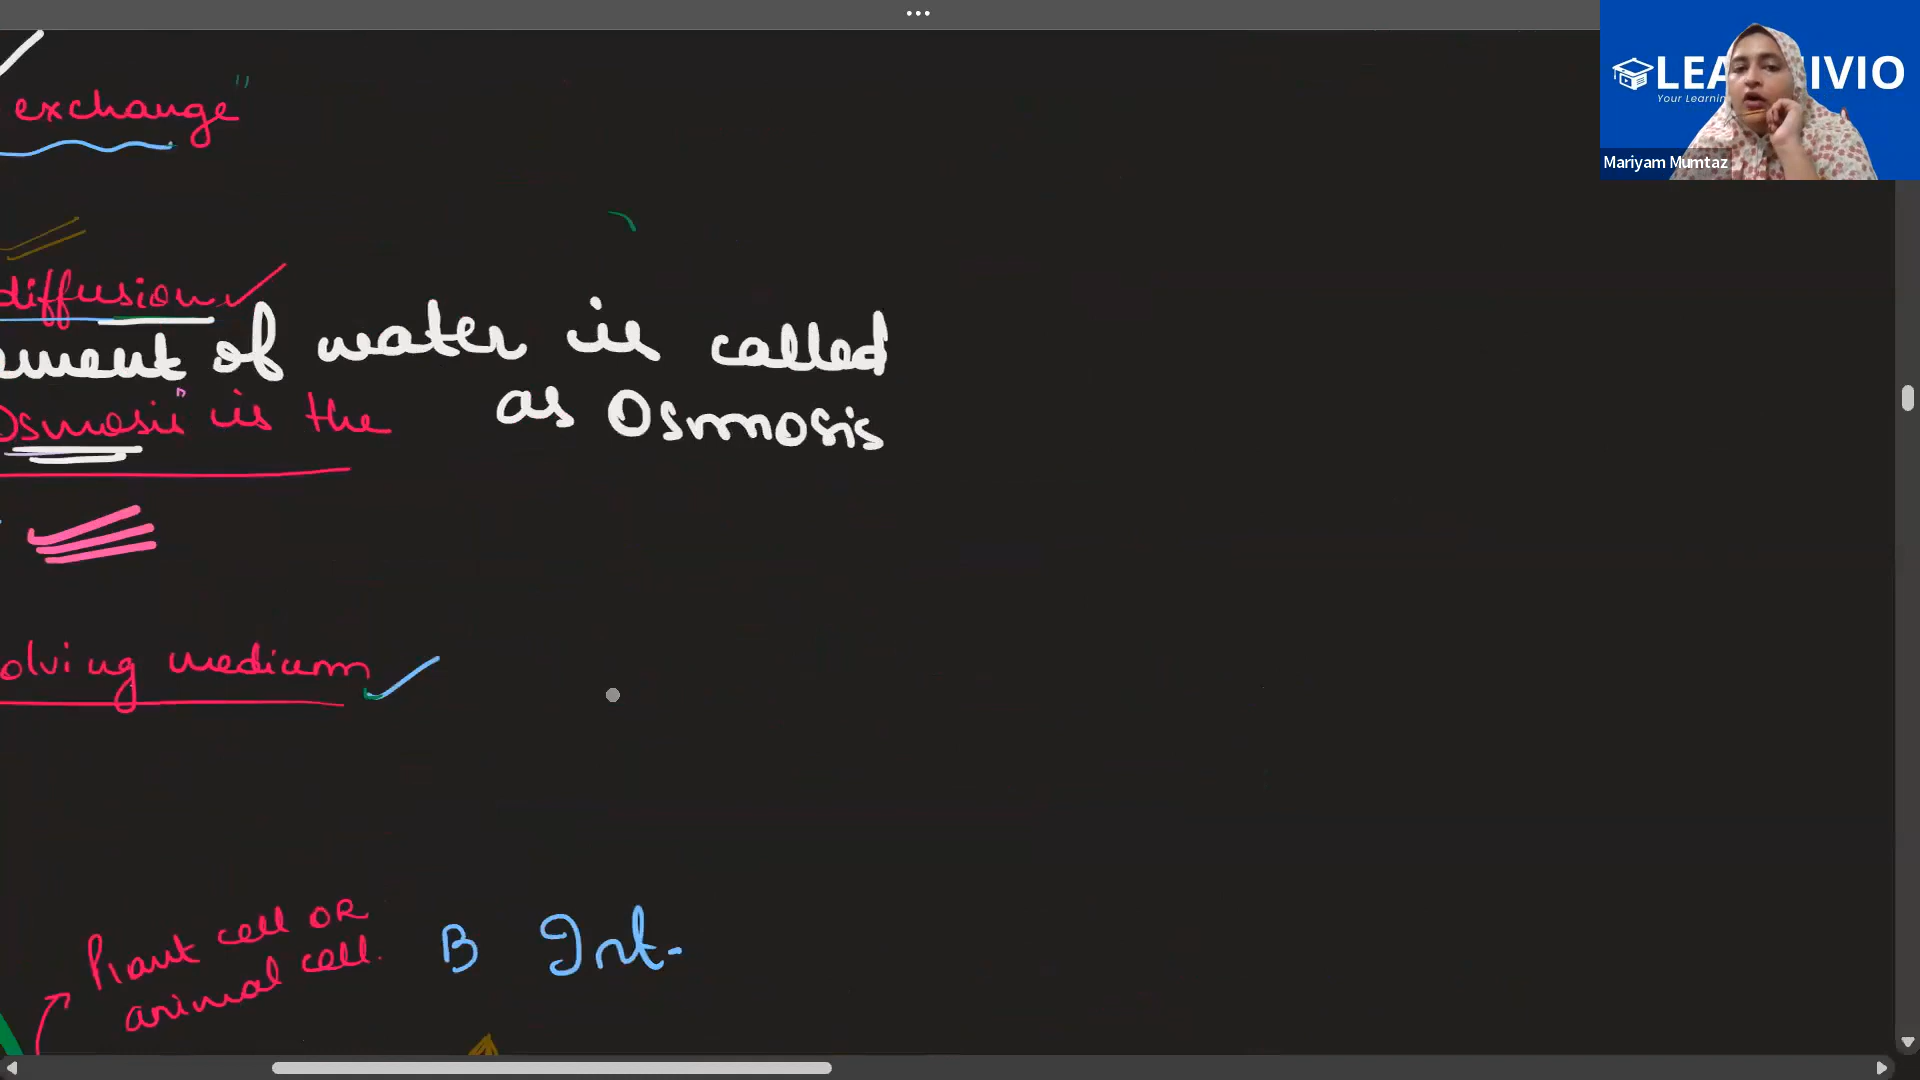 exchange"
diffusion
ement of water is called
as Osmosis
Osmosis" is the
olving medium
Plant cell OR
animal cell.
B Int.
LEA IVIO
Your Learnin
Mariyam Mumtaz